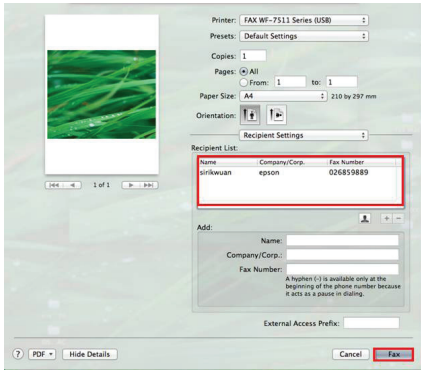 Printer: FAX WF-7511 Series (USB)
Presets: Default Settings
Copies: 1
Pages: All
From: 1 to: 1
Paper Size: A4 210 by 297 mm
Orientation:
Recipient Settings
Recipient List:
Name Company/Corp. Fax Number
sirikwuan epson 026859889
1 of 1
+ -
Add:
Name:
Company/Corp.:
Fax Number:
A hyphen (-) is available only at the
beginning of the phone number because
it acts as a pause in dialing.
External Access Prefix:
? PDF Hide Details Cancel Fax